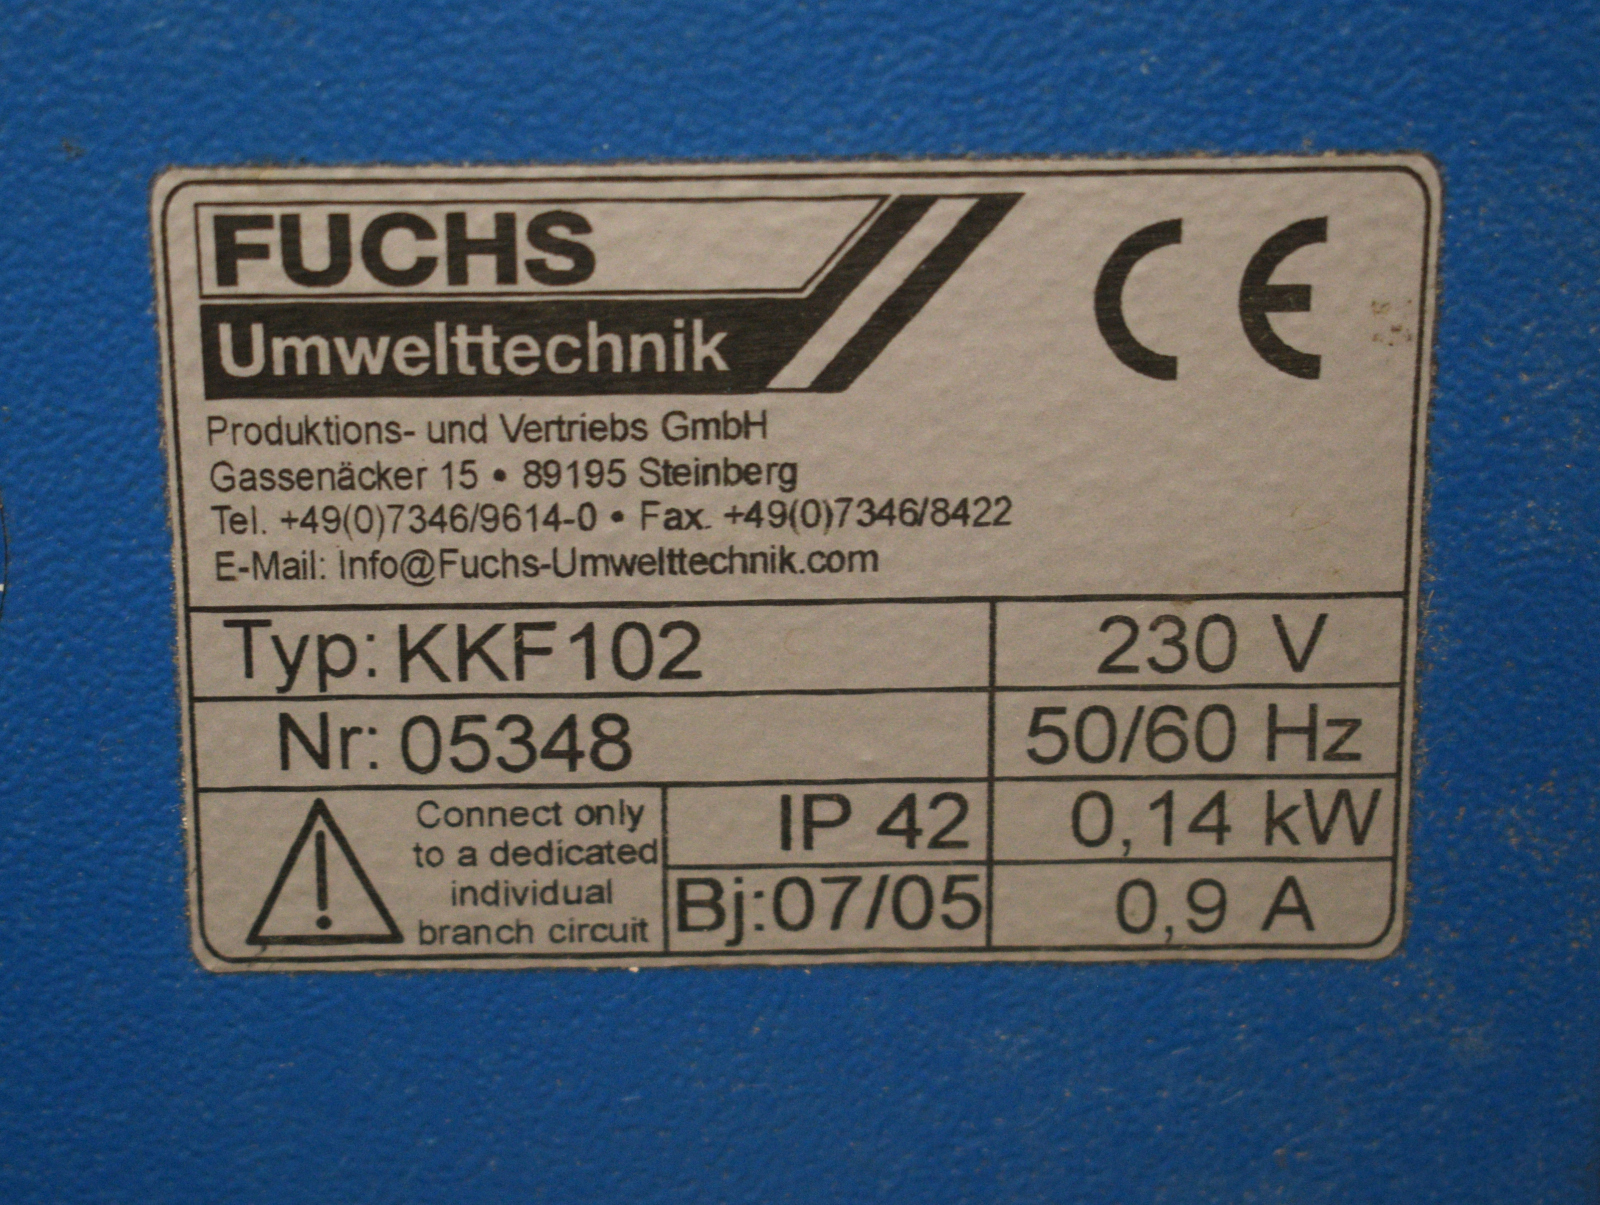 FUCHS
Umwelttechnik
CE
Produktions- und Vertriebs GmbH
Gassenäcker 15 • 89195 Steinberg
Tel. +49(0)7346/9614-0 • Fax. +49(0)7346/8422
E-Mail: Info@Fuchs-Umwelttechnik.com
Typ: KKF102
230 V
Nr: 05348
50/60 Hz
Connect only
to a dedicated
individual
branch circuit
IP 42
0,14 kW
Bj:07/05
0,9 A